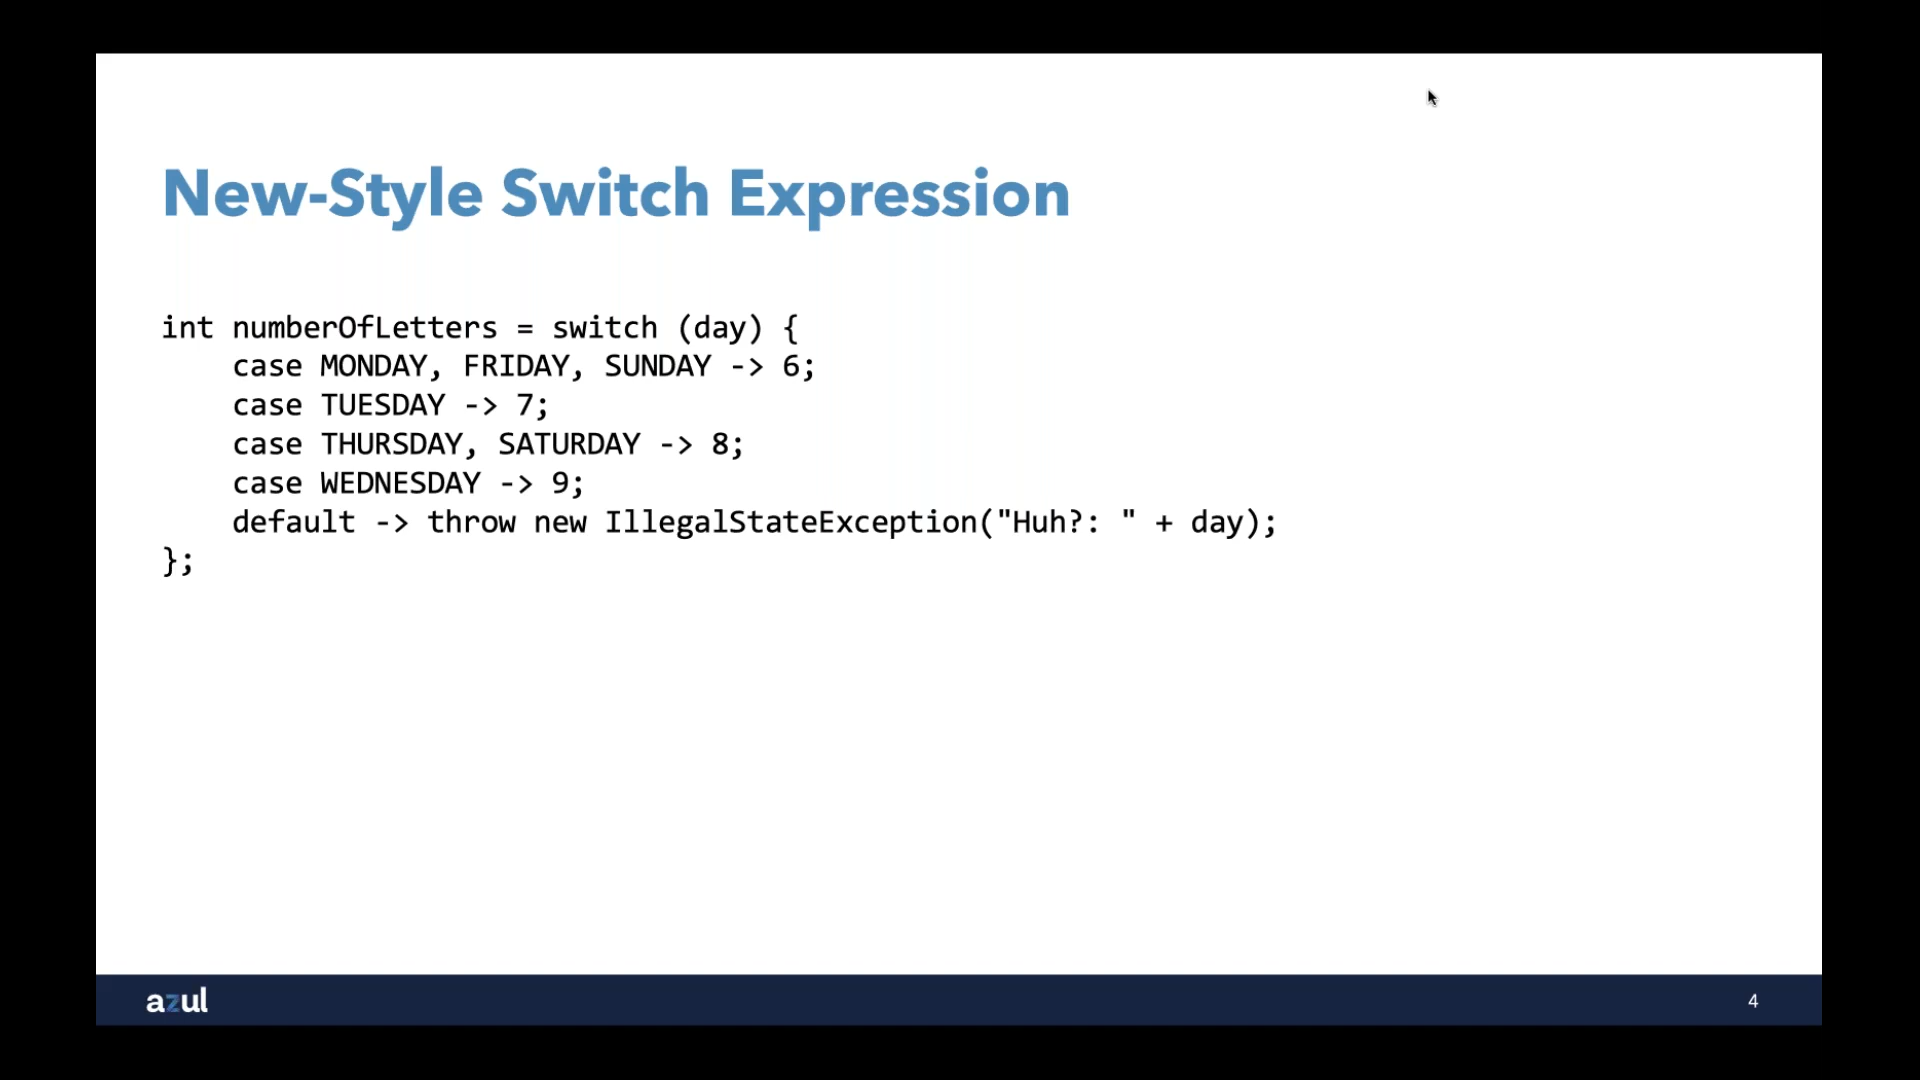 New-Style Switch Expression
int numberOfLetters = switch (day) {
    case MONDAY, FRIDAY, SUNDAY -> 6;
    case TUESDAY -> 7;
    case THURSDAY, SATURDAY -> 8;
    case WEDNESDAY -> 9;
    default -> throw new IllegalStateException("Huh?: " + day);
};
azul
4